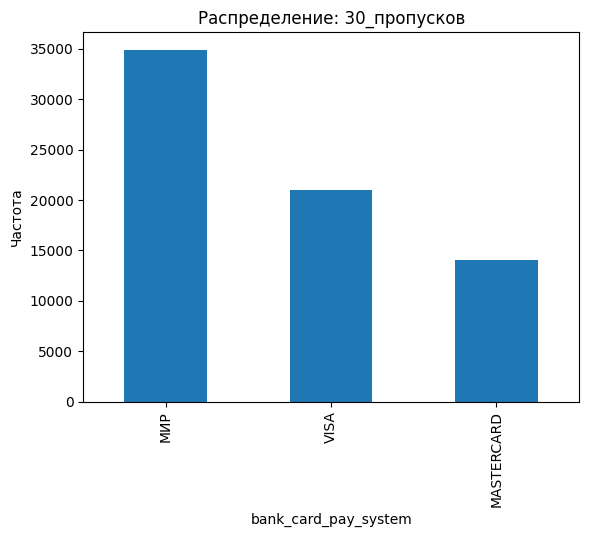 Распределение: 30_пропусков
Частота
35000
30000
25000
20000
15000
10000
5000
0
МИР
VISA
MASTERCARD
bank_card_pay_system